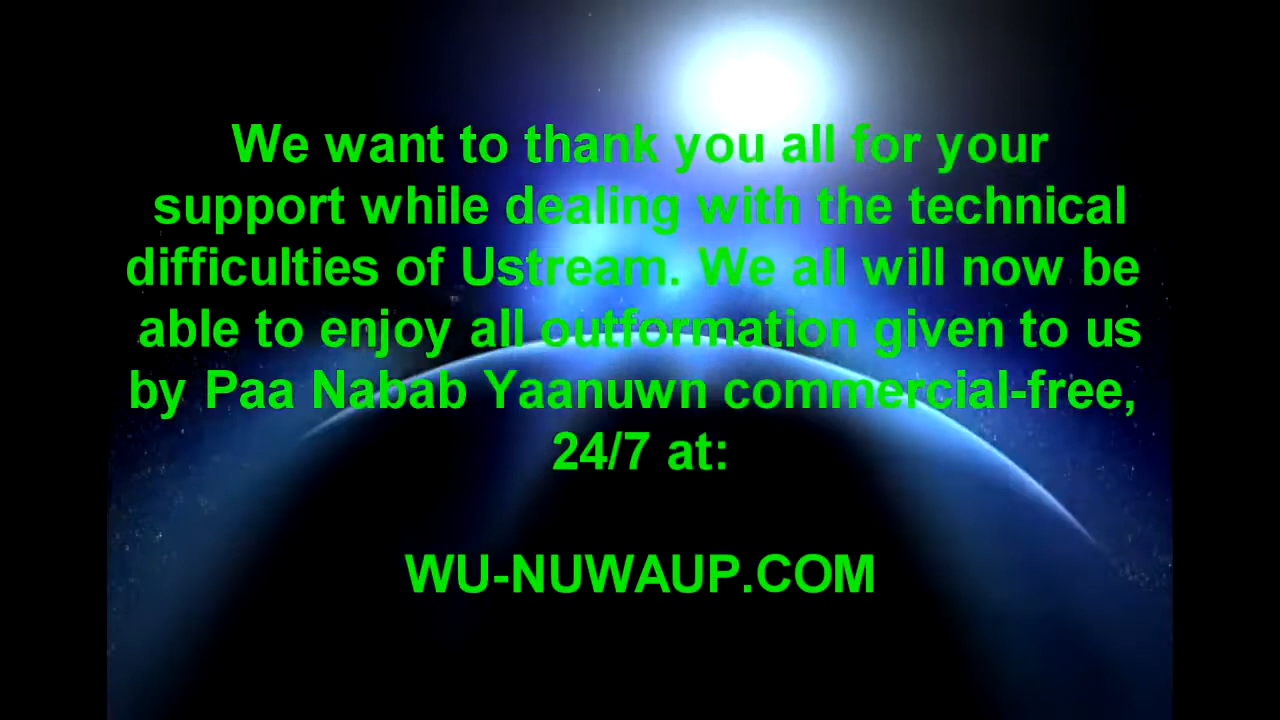 We want to thank you all for your
support while dealing with the technical
difficulties of Ustream. We all will now be
able to enjoy all outformation given to us
by Paa Nabab Yaanuwn commercial-free,
24/7 at:
WU-NUWAUP.COM